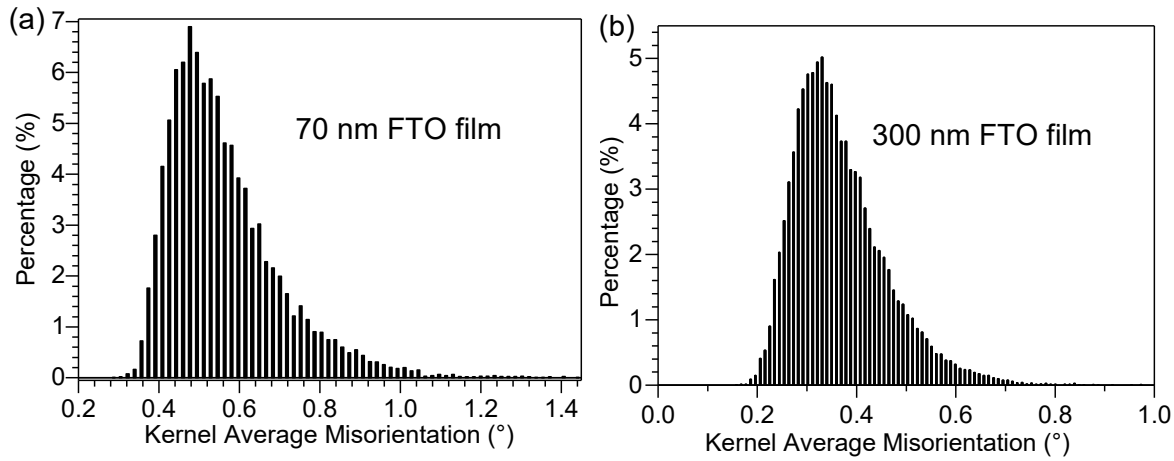 (a)
7
6
5
4
3
2
1
0
Percentage (%)
70 nm FTO film
0.2 0.4 0.6 0.8 1.0 1.2 1.4
Kernel Average Misorientation (°)
(b)
5
4
3
2
1
0
Percentage (%)
300 nm FTO film
0.0 0.2 0.4 0.6 0.8 1.0
Kernel Average Misorientation (°)